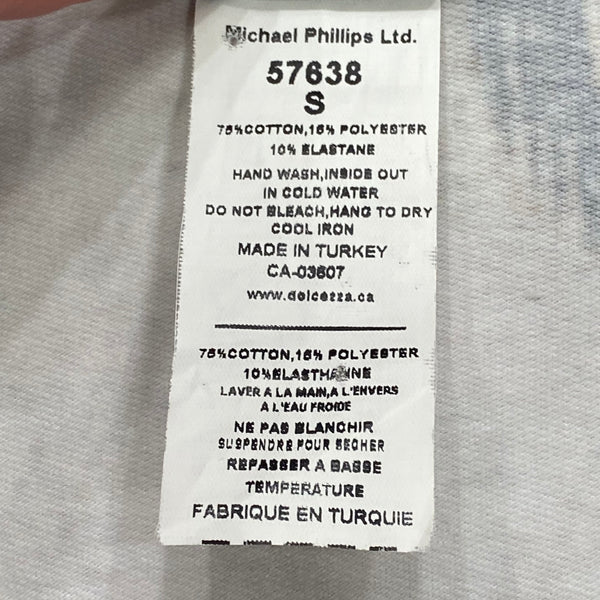 Michael Phillips Ltd.
57638
S
75%COTTON,15% POLYESTER
10% ELASTANE
HAND WASH,INSIDE OUT
IN COLD WATER
DO NOT BLEACH,HANG TO DRY
COOL IRON
MADE IN TURKEY
CA-03607
www.dolcezza.ca
75%COTTON,15% POLYESTER
10%ELASTHANNE
LAVER A LA MAIN,A L'ENVERS
A L'EAU FROIDE
NE PAS BLANCHIR
SUSPENDRE POUR SECHER
REPASSER A BASSE
TEMPERATURE
FABRIQUE EN TURQUIE